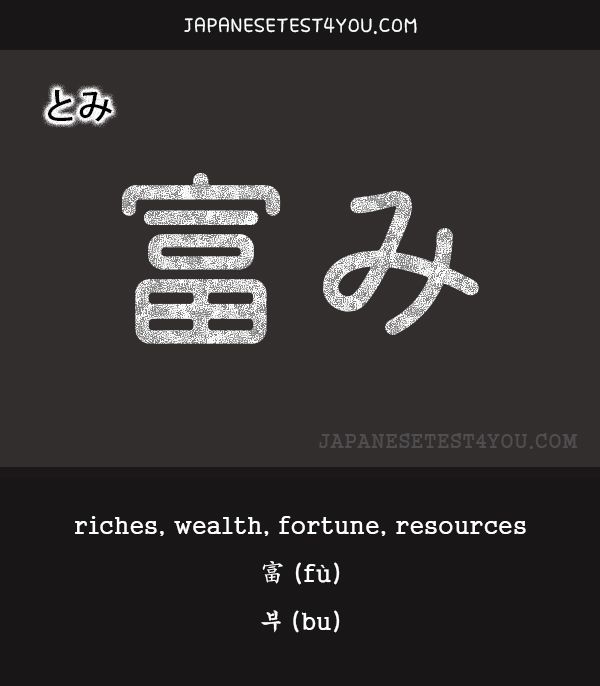 JAPANESETEST4YOU.COM
とみ
富み
JAPANESETEST4YOU.COM
riches, wealth, fortune, resources
富 (fù)
부 (bu)